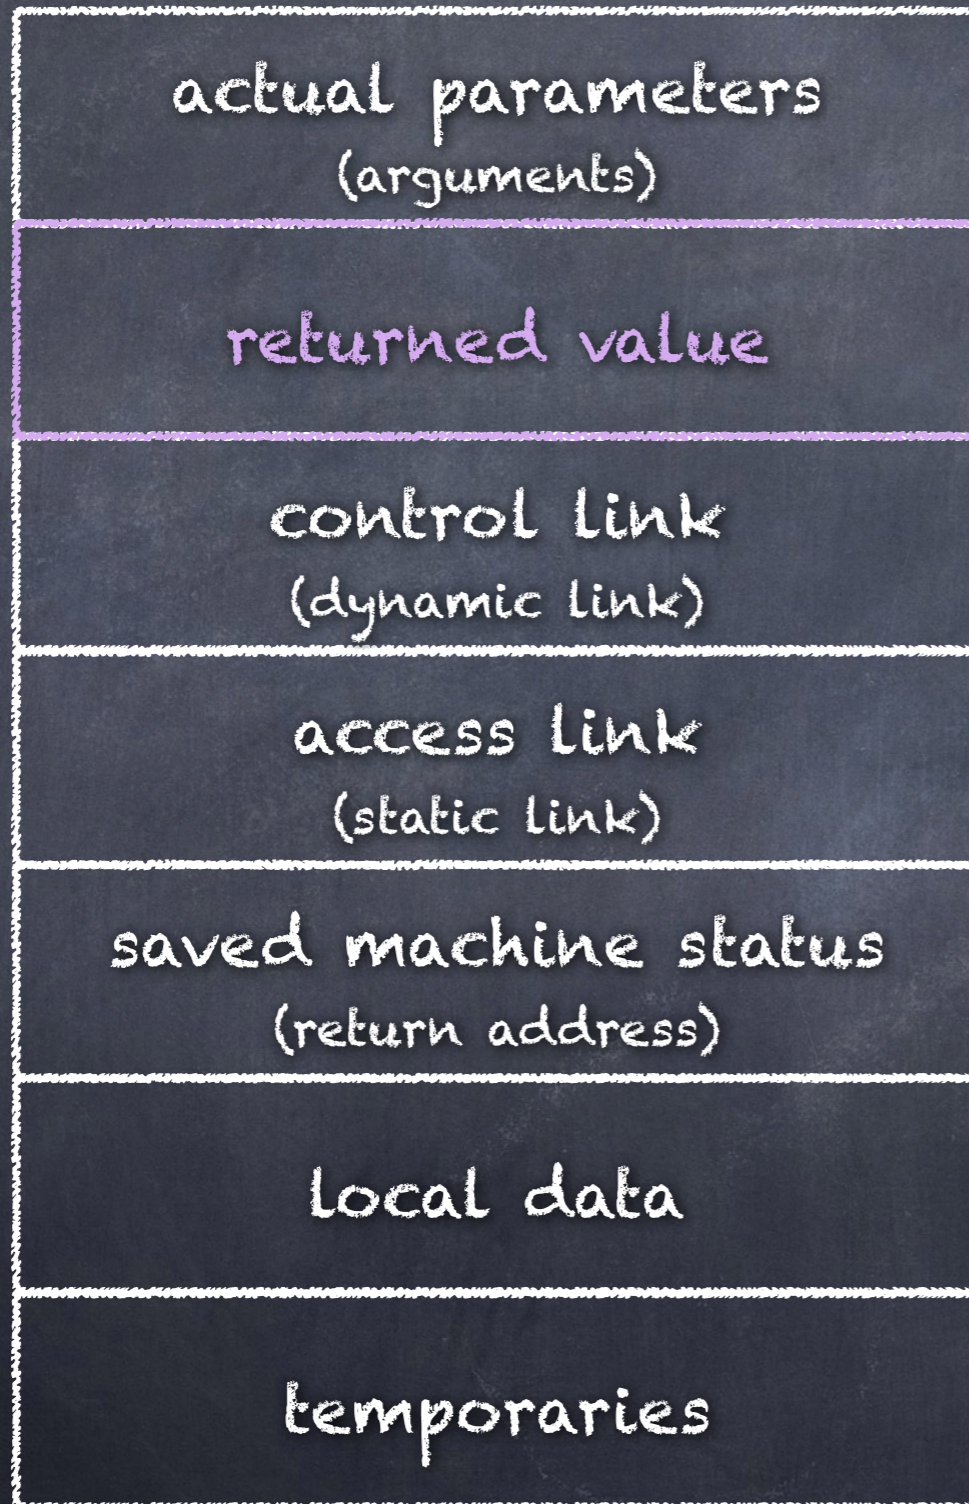 actual parameters
(arguments)
returned value
control link
(dynamic link)
access link
(static link)
saved machine status
(return address)
local data
temporaries